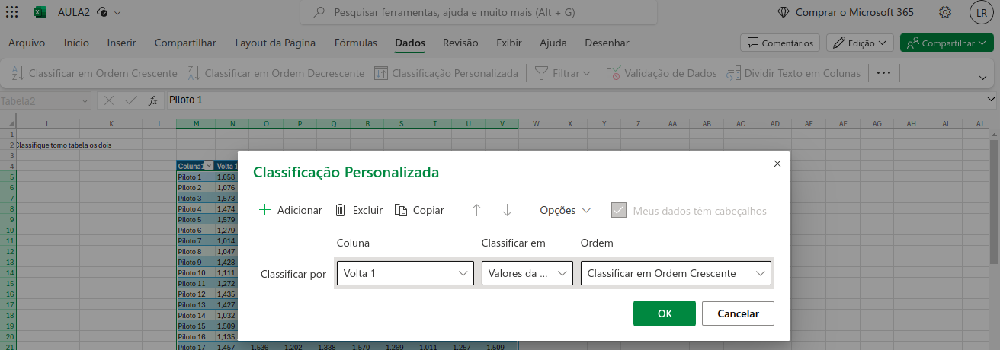 AULA2
Pesquisar ferramentas, ajuda e muito mais (Alt + G)
Comprar o Microsoft 365
LR
Arquivo Início Inserir Compartilhar Layout da Página Fórmulas Dados Revisão Exibir Ajuda Desenhar
Comentários Edição Compartilhar
Classificar em Ordem Crescente Classificar em Ordem Decrescente Classificação Personalizada Filtrar Validação de Dados Dividir Texto em Colunas ...
Tabela2 fx Piloto 1
J K L M N O P Q R S T U V W X Y Z AA AB AC AD AE AF AG AH AI AJ
1
2 Classifique tomo tabela os dois
3
4 Coluna1 Volta 1
5 Piloto 1 1,058
6 Piloto 2 1,076
7 Piloto 3 1,573
8 Piloto 4 1,474
9 Piloto 5 1,579
10 Piloto 6 1,279
11 Piloto 7 1,014
12 Piloto 8 1,047
13 Piloto 9 1,428
14 Piloto 10 1,111
15 Piloto 11 1,272
16 Piloto 12 1,435
17 Piloto 13 1,427
18 Piloto 14 1,032
19 Piloto 15 1,509
20 Piloto 16 1,135
21 Piloto 17 1,457 1,536 1,202 1,338 1,570 1,269 1,011 1,257 1,509
Classificação Personalizada
Adicionar Excluir Copiar Opções Meus dados têm cabeçalhos
Coluna Classificar em Ordem
Classificar por Volta 1 Valores da ... Classificar em Ordem Crescente
OK Cancelar